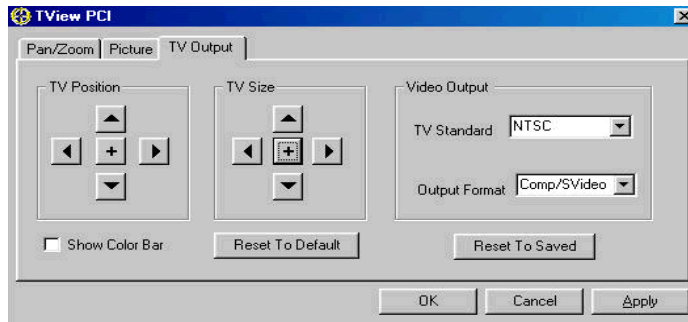 TView PCI
Pan/Zoom Picture TV Output
TV Position
TV Size
Video Output
TV Standard NTSC
Output Format Comp/SVideo
Show Color Bar
Reset To Default
Reset To Saved
OK Cancel Apply